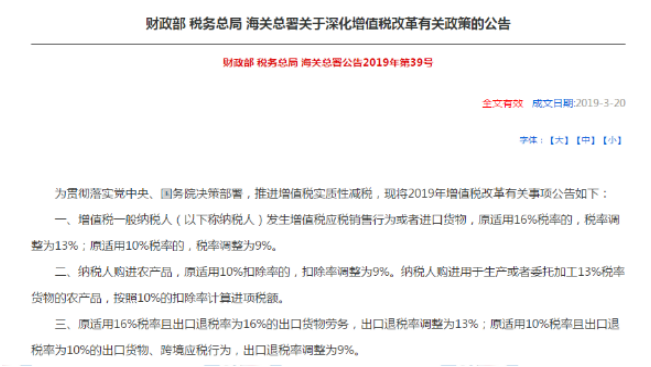 财政部 税务总局 海关总署关于深化增值税改革有关政策的公告
财政部 税务总局 海关总署公告2019年第39号
全文有效 成文日期:2019-3-20
字体：【大】【中】【小】
为贯彻落实党中央、国务院决策部署，推进增值税实质性减税，现将2019年增值税改革有关事项公告如下：
一、增值税一般纳税人（以下称纳税人）发生增值税应税销售行为或者进口货物，原适用16%税率的，税率调
整为13%；原适用10%税率的，税率调整为9%。
二、纳税人购进农产品，原适用10%扣除率的，扣除率调整为9%。纳税人购进用于生产或者委托加工13%税率
货物的农产品，按照10%的扣除率计算进项税额。
三、原适用16%税率且出口退税率为16%的出口货物劳务，出口退税率调整为13%；原适用10%税率且出口退
税率为10%的出口货物、跨境应税行为，出口退税率调整为9%。